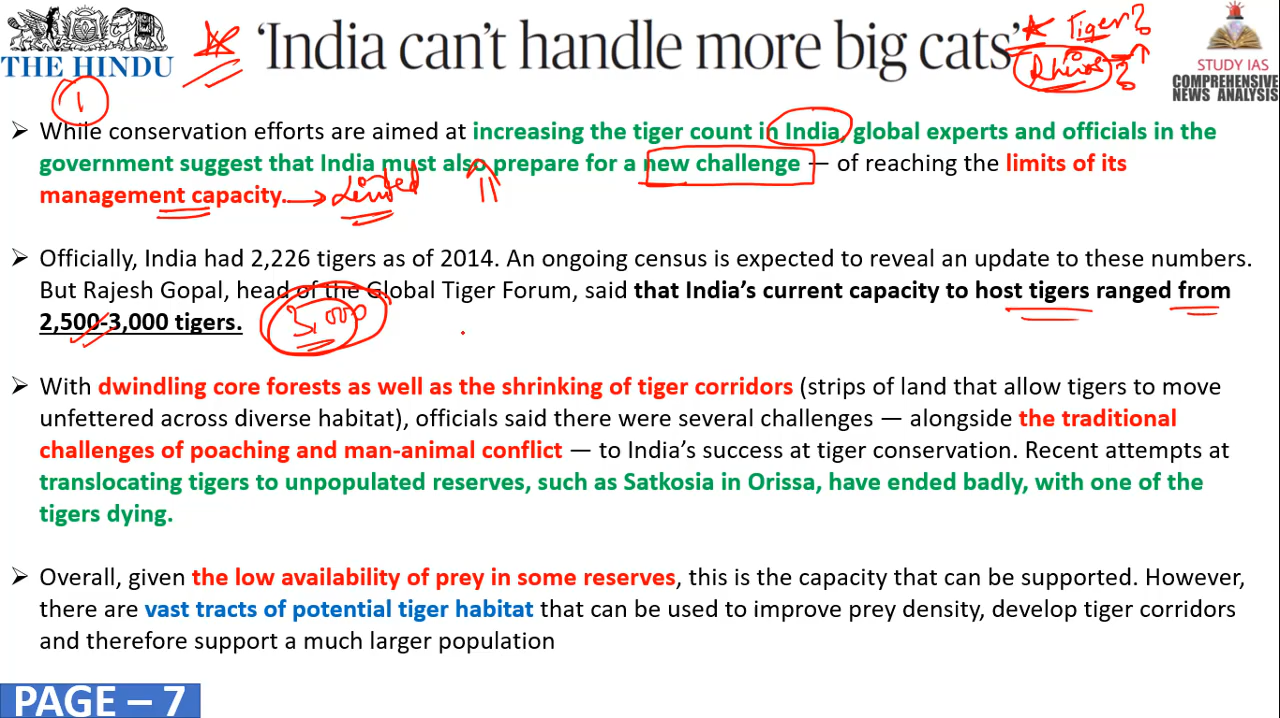 THE HINDU
‘India can’t handle more big cats’
Tiger?
Rhinos ?
STUDY IAS
COMPREHENSIVE
NEWS ANALYSIS
1
➢ While conservation efforts are aimed at increasing the tiger count in India, global experts and officials in the
government suggest that India must also prepare for a new challenge — of reaching the limits of its
management capacity. → Limited
➢ Officially, India had 2,226 tigers as of 2014. An ongoing census is expected to reveal an update to these numbers.
But Rajesh Gopal, head of the Global Tiger Forum, said that India’s current capacity to host tigers ranged from
2,500-3,000 tigers. 3,000
➢ With dwindling core forests as well as the shrinking of tiger corridors (strips of land that allow tigers to move
unfettered across diverse habitat), officials said there were several challenges — alongside the traditional
challenges of poaching and man-animal conflict — to India’s success at tiger conservation. Recent attempts at
translocating tigers to unpopulated reserves, such as Satkosia in Orissa, have ended badly, with one of the
tigers dying.
➢ Overall, given the low availability of prey in some reserves, this is the capacity that can be supported. However,
there are vast tracts of potential tiger habitat that can be used to improve prey density, develop tiger corridors
and therefore support a much larger population
PAGE – 7